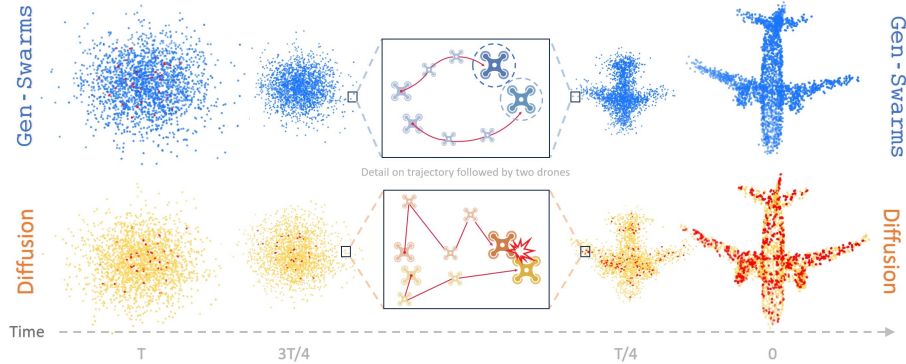 Gen-Swarms
Gen-Swarms
Detail on trajectory followed by two drones
Diffusion
Diffusion
Time
T
3T/4
T/4
0